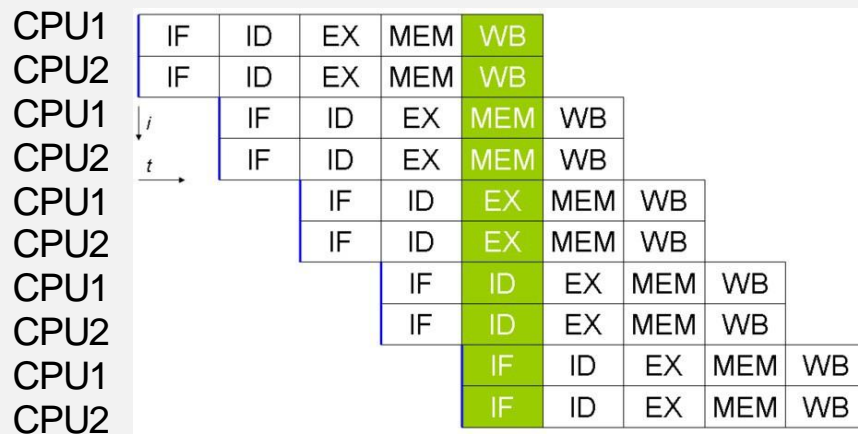 CPU1 IF ID EX MEM WB
CPU2 IF ID EX MEM WB
CPU1 i IF ID EX MEM WB
CPU2 t IF ID EX MEM WB
CPU1 IF ID EX MEM WB
CPU2 IF ID EX MEM WB
CPU1 IF ID EX MEM WB
CPU2 IF ID EX MEM WB
CPU1 IF ID EX MEM WB
CPU2 IF ID EX MEM WB